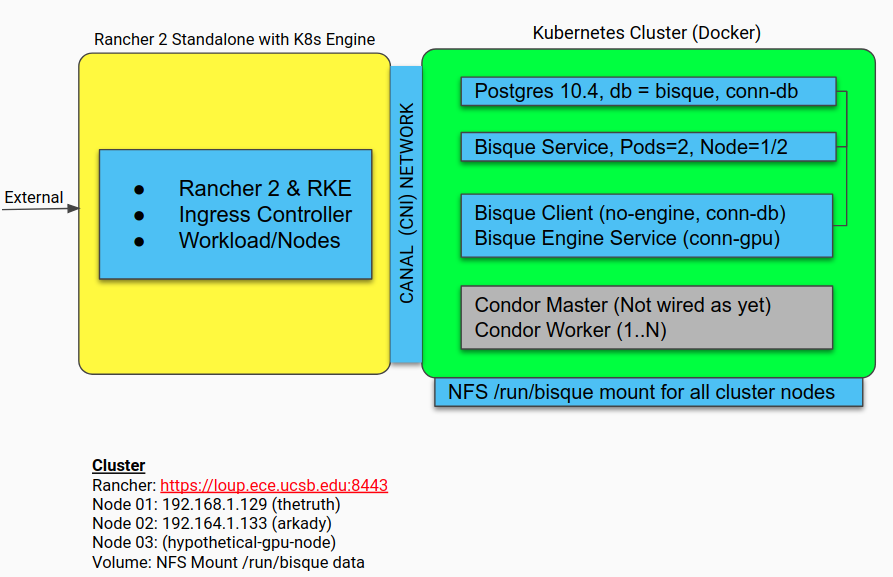 Rancher 2 Standalone with K8s Engine
Kubernetes Cluster (Docker)
External
● Rancher 2 & RKE
● Ingress Controller
● Workload/Nodes
CANAL (CNI) NETWORK
Postgres 10.4, db = bisque, conn-db
Bisque Service, Pods=2, Node=1/2
Bisque Client (no-engine, conn-db)
Bisque Engine Service (conn-gpu)
Condor Master (Not wired as yet)
Condor Worker (1..N)
NFS /run/bisque mount for all cluster nodes
Cluster
Rancher: https://loup.ece.ucsb.edu:8443
Node 01: 192.168.1.129 (thetruth)
Node 02: 192.164.1.133 (arkady)
Node 03: (hypothetical-gpu-node)
Volume: NFS Mount /run/bisque data